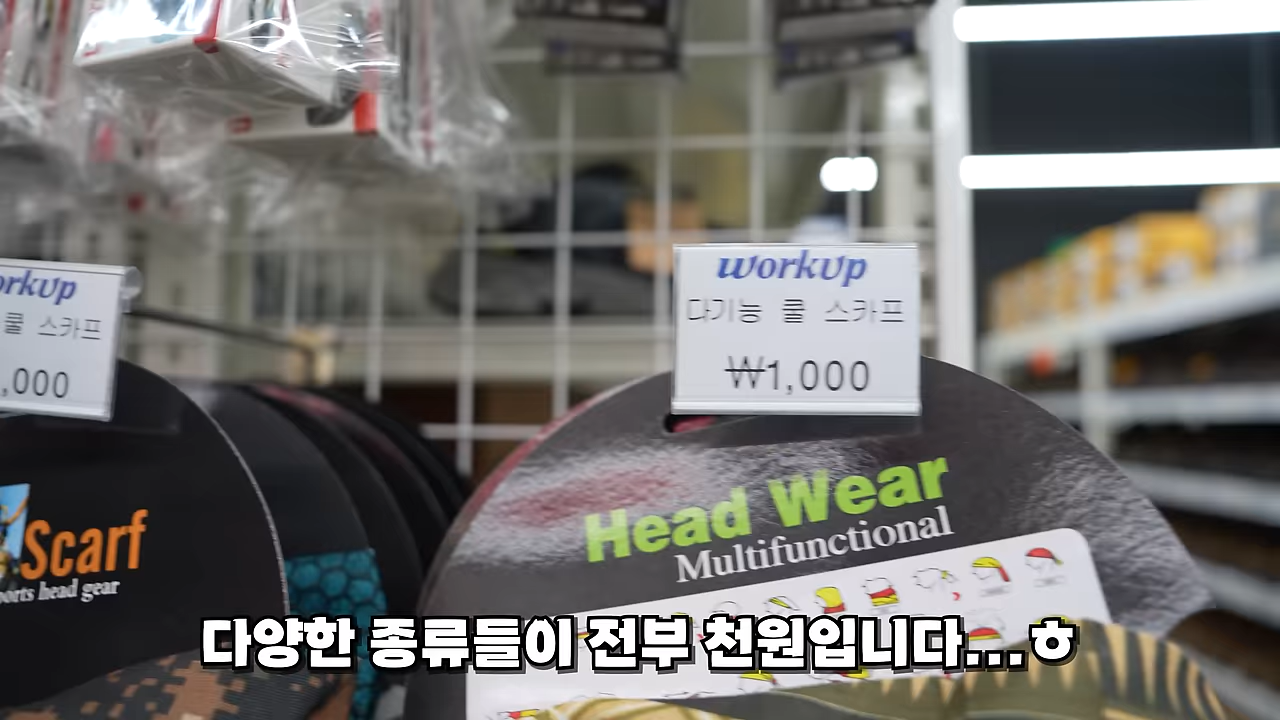 workup
다기능 쿨 스카프
₩1,000
쿨 스카프
,000
Head Wear
Multifunctional
Scarf
head gear
다양한 종류들이 전부 천원입니다...ㅎ